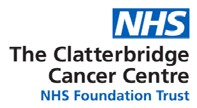 NHS
The Clatterbridge
Cancer Centre
NHS Foundation Trust